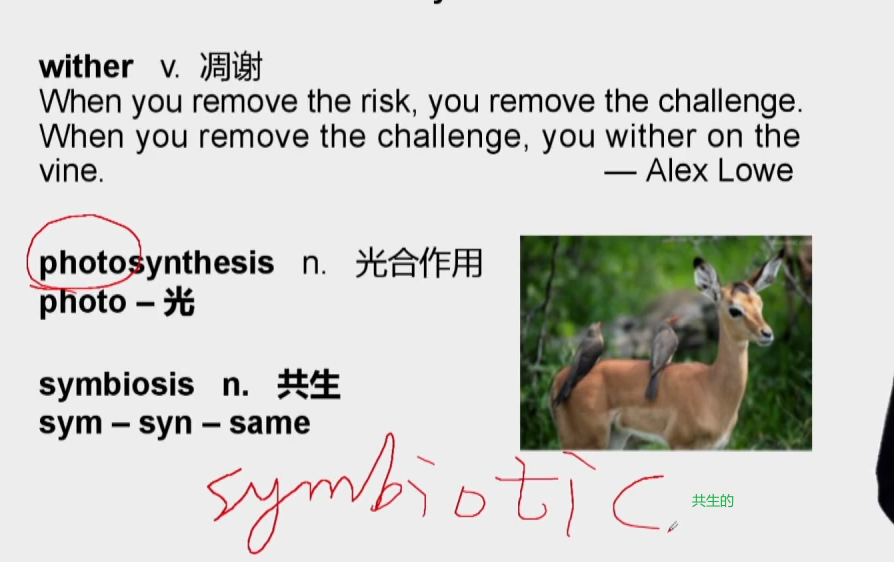 wither v. 凋谢
When you remove the risk, you remove the challenge.
When you remove the challenge, you wither on the
vine. — Alex Lowe
photosynthesis n. 光合作用
photo – 光
symbiosis n. 共生
sym – syn – same
symbiotic 共生的